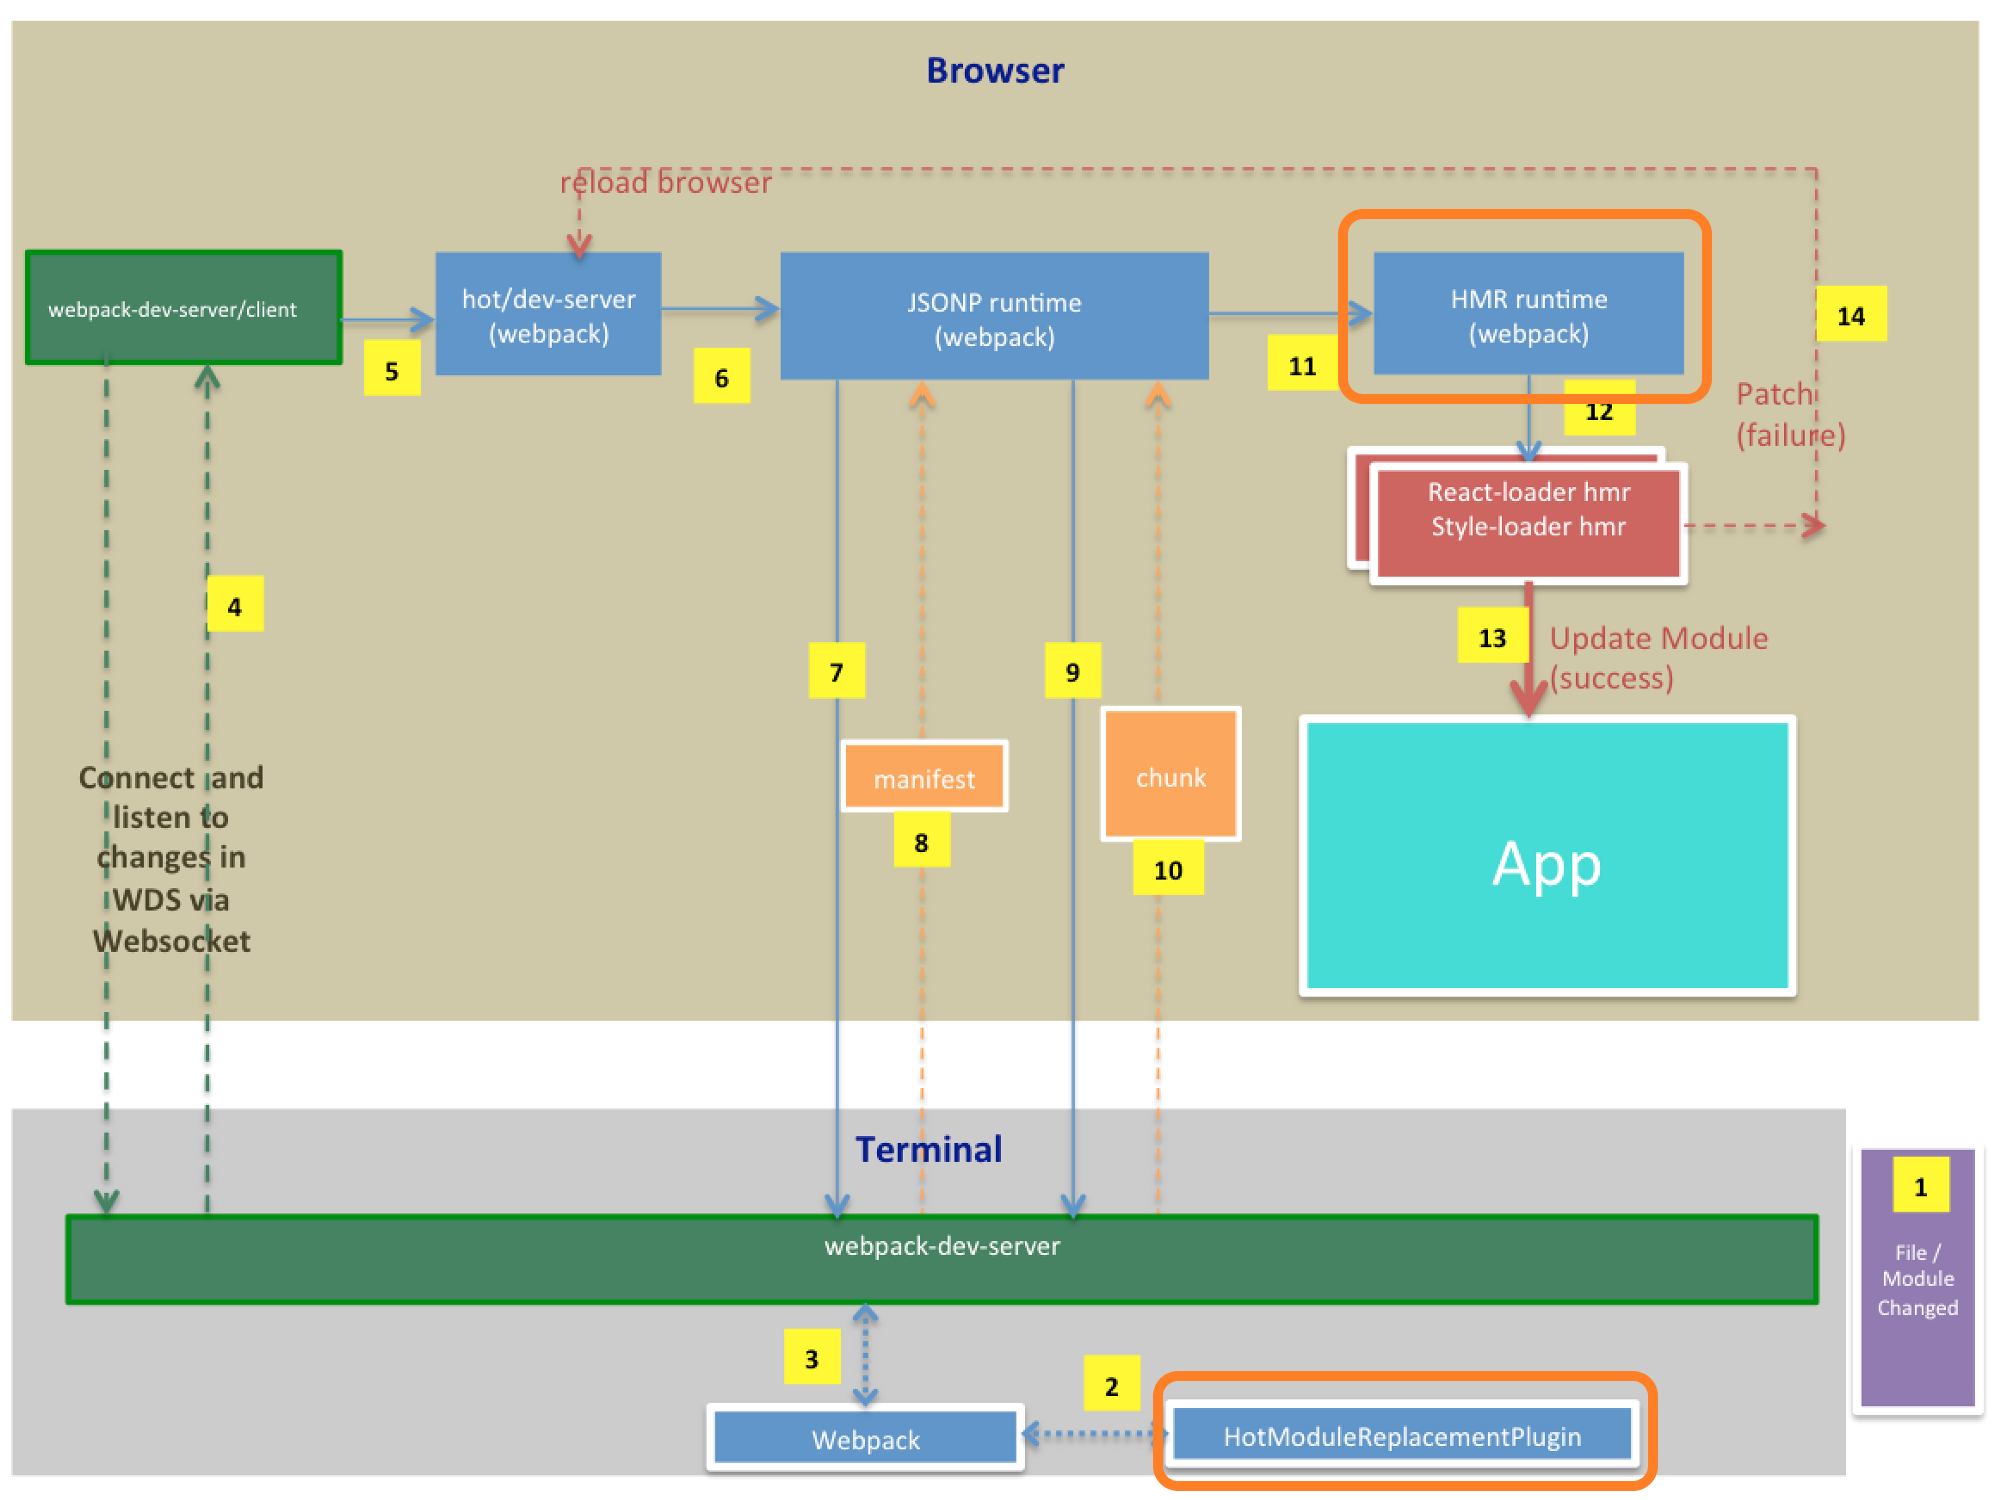 Browser
reload browser
webpack-dev-server/client
hot/dev-server
(webpack)
JSONP runtime
(webpack)
HMR runtime
(webpack)
5
6
11
12
14
Patch
(failure)
React-loader hmr
Style-loader hmr
4
7
9
13
Update Module
(success)
Connect and
listen to
changes in
WDS via
Websocket
manifest
8
chunk
10
App
Terminal
webpack-dev-server
1
File /
Module
Changed
3
2
Webpack
HotModuleReplacementPlugin